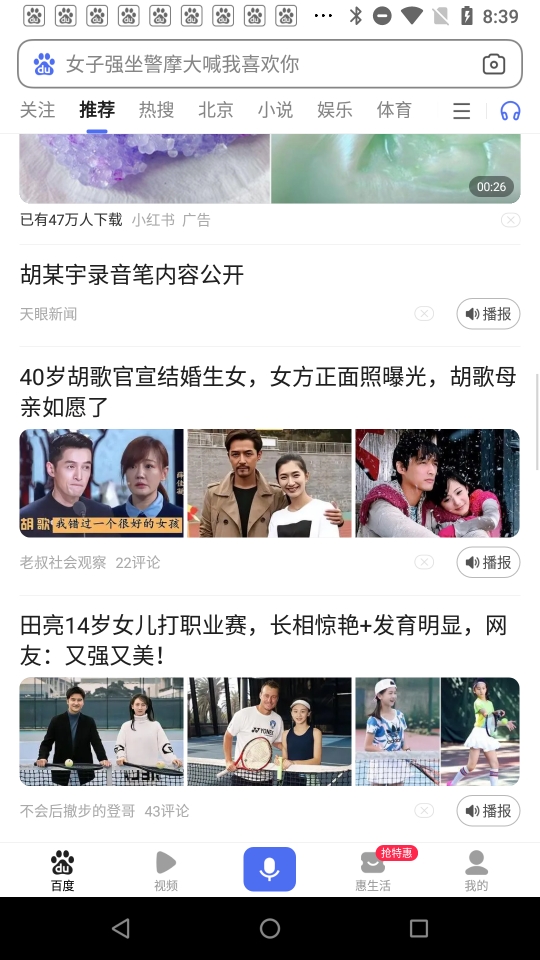 8:39
du 女子强坐警摩大喊我喜欢你
关注 推荐 热搜 北京 小说 娱乐 体育
00:26
已有47万人下载 小红书 广告
胡某宇录音笔内容公开
天眼新闻 播报
40岁胡歌官宣结婚生女，女方正面照曝光，胡歌母
亲如愿了
胡歌 我错过一个很好的女孩
老叔社会观察 22评论 播报
田亮14岁女儿打职业赛，长相惊艳+发育明显，网
友：又强又美！
YONEX
不会后撤步的登哥 43评论 播报
抢特惠
百度 视频 惠生活 我的